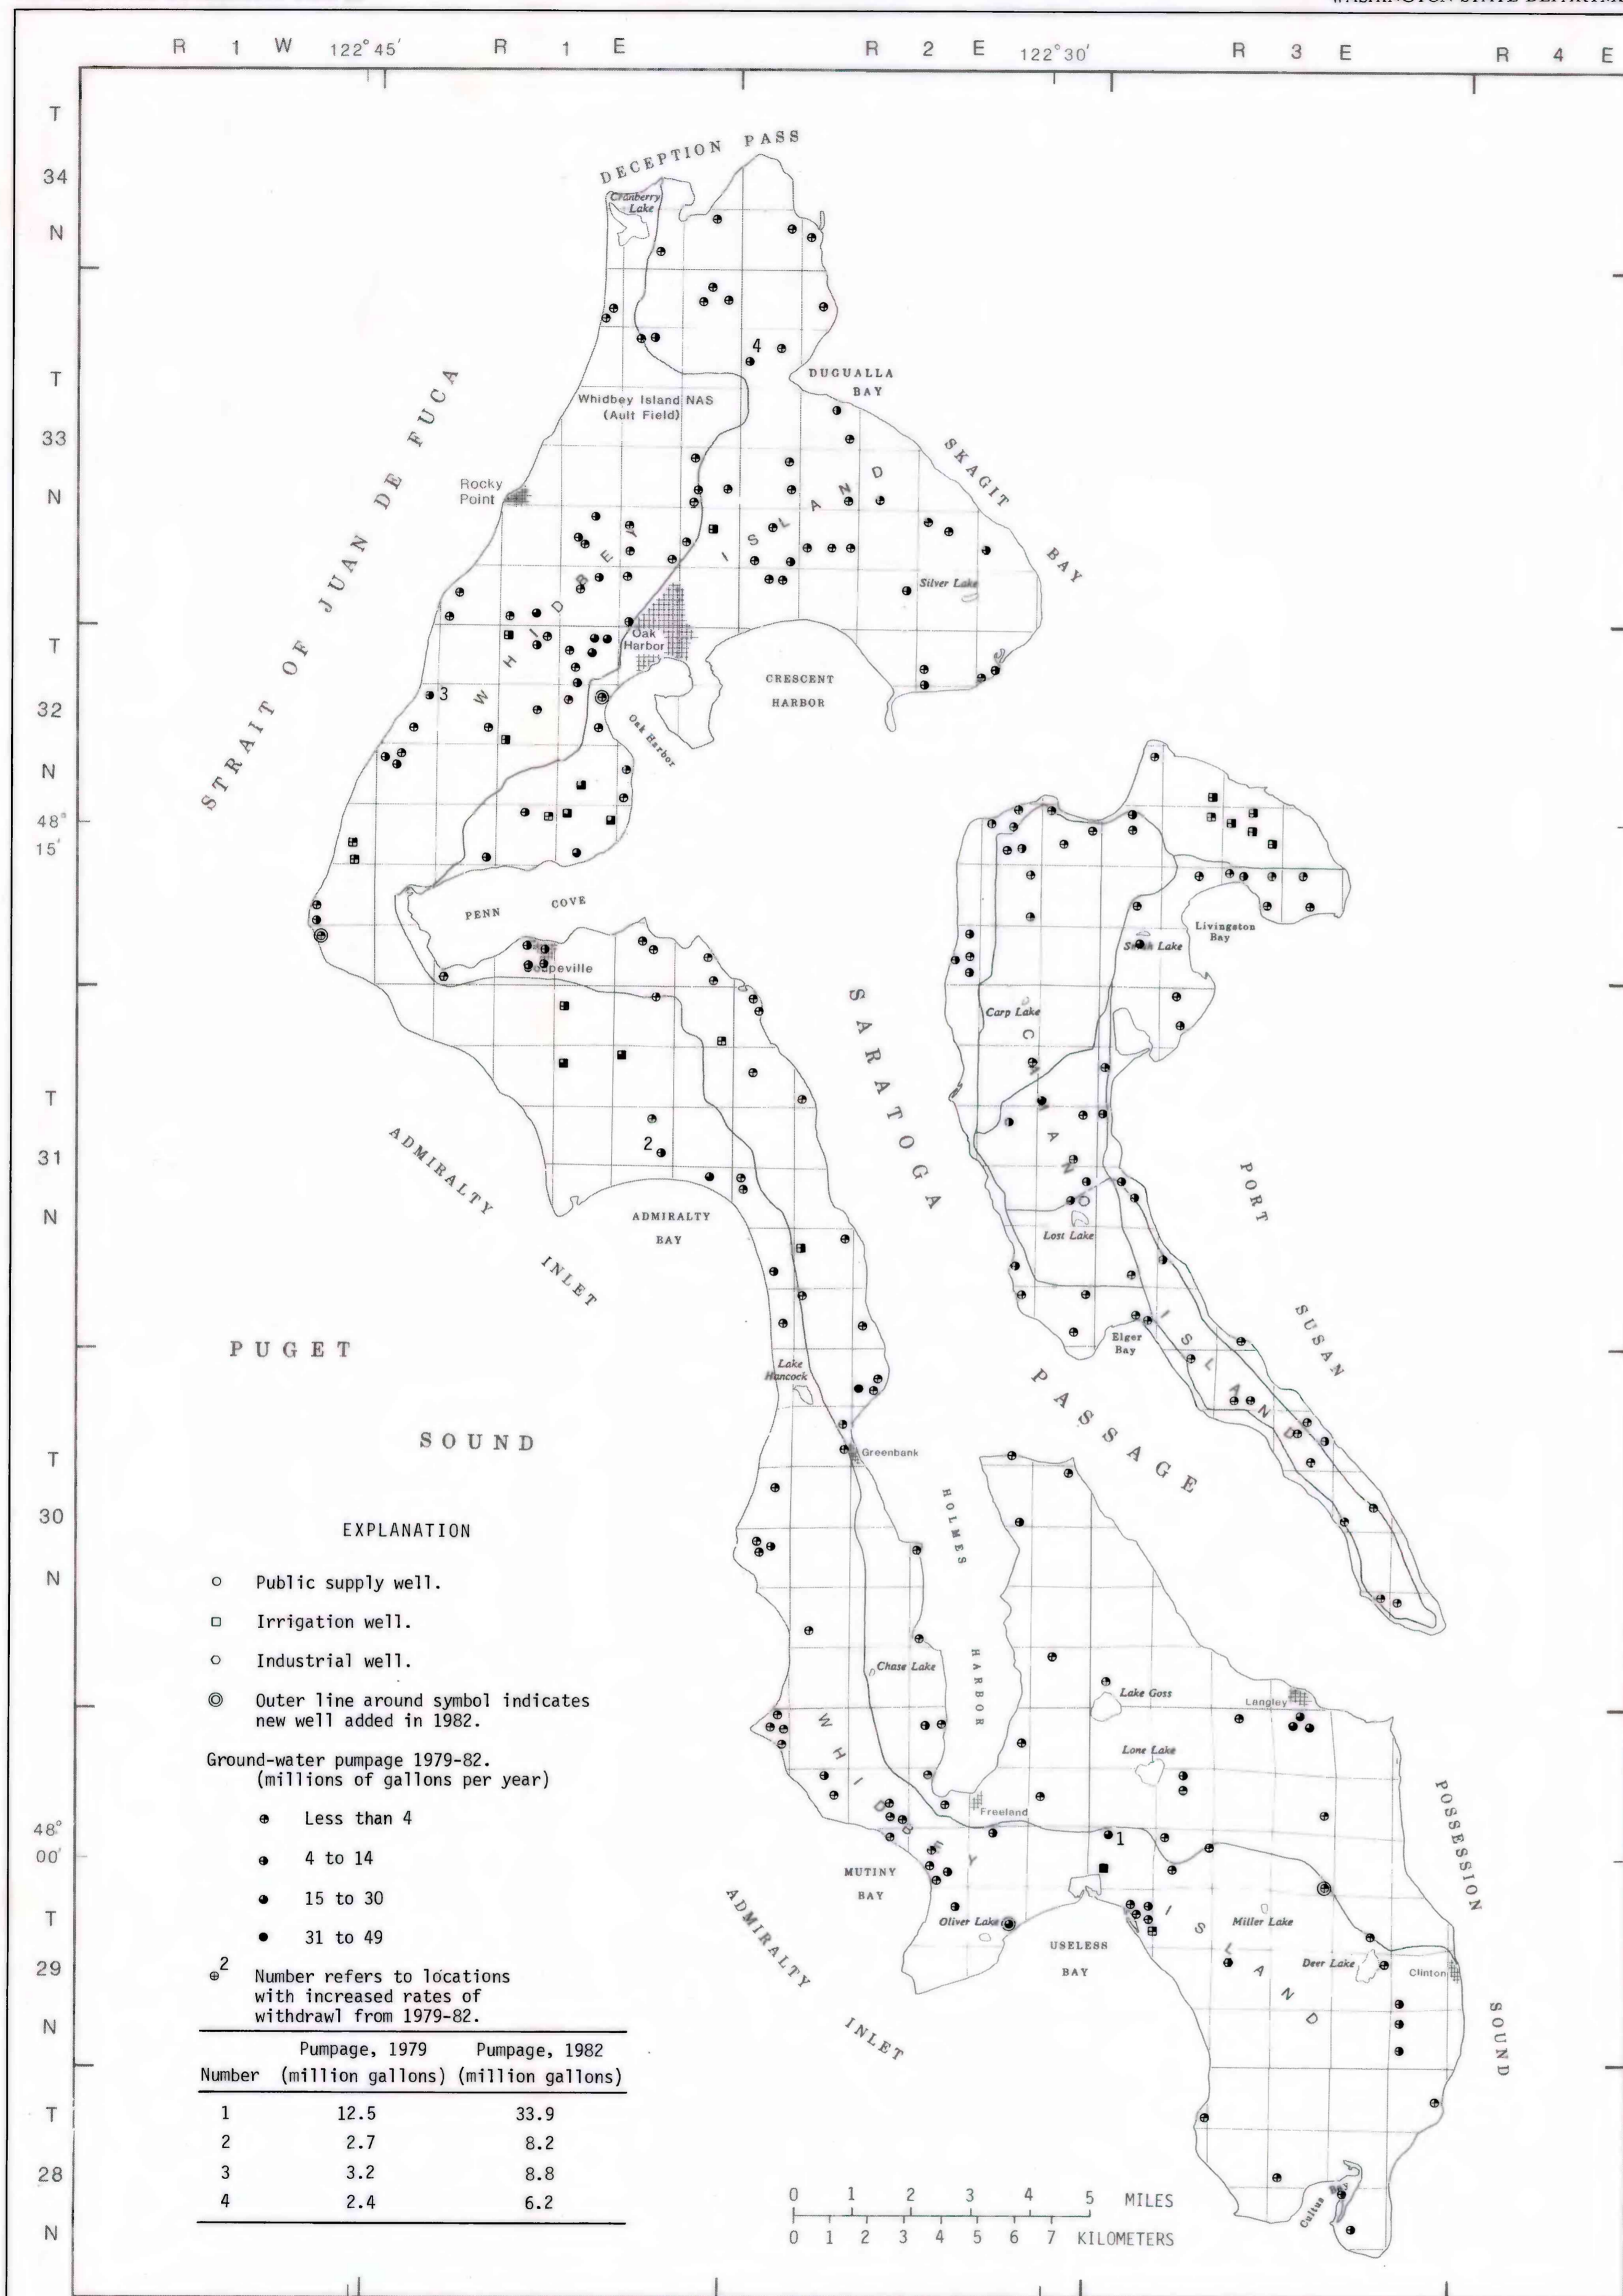 R 1 W 122°45′ R 1 E R 2 E 122°30′ R 3 E R 4 E
T
34
N
DECEPTION PASS
Cranberry
Lake
4
T
33
N
DUGUALLA
BAY
Whidbey Island NAS
(Ault Field)
STRAIT OF JUAN DE FUCA
SKAGIT BAY
Rocky
Point
WHIDBEY ISLAND
Silver Lake
T
32
N
Oak
Harbor
CRESCENT
HARBOR
3
Oak Harbor
48°
15′
PENN COVE
Livingston
Bay
Lake
Carp Lake
SARATOGA PASSAGE
CAMANO ISLAND
T
31
N
ADMIRALTY INLET
2
ADMIRALTY
BAY
PORT SUSAN
Lost Lake
Elger
Bay
PUGET
SOUND
Lake
Hancock
Greenbank
T
30
N
HOLMES HARBOR
EXPLANATION
Public supply well.
Irrigation well.
Industrial well.
Outer line around symbol indicates
new well added in 1982.
Ground-water pumpage 1979-82.
(millions of gallons per year)
Less than 4
4 to 14
15 to 30
31 to 49
2
Number refers to locations
with increased rates of
withdrawl from 1979-82.
Pumpage, 1979 Pumpage, 1982
Number (million gallons) (million gallons)
1 12.5 33.9
2 2.7 8.2
3 3.2 8.8
4 2.4 6.2
Chase Lake
Lake Goss
Langley
Lone Lake
WHIDBEY ISLAND
Freeland
1
48°
00′
MUTINY
BAY
POSSESSION SOUND
ADMIRALTY INLET
Oliver Lake
USELESS
BAY
Miller Lake
Deer Lake
Clinton
T
29
N
T
28
N
Cultus
0 1 2 3 4 5 MILES
0 1 2 3 4 5 6 7 KILOMETERS